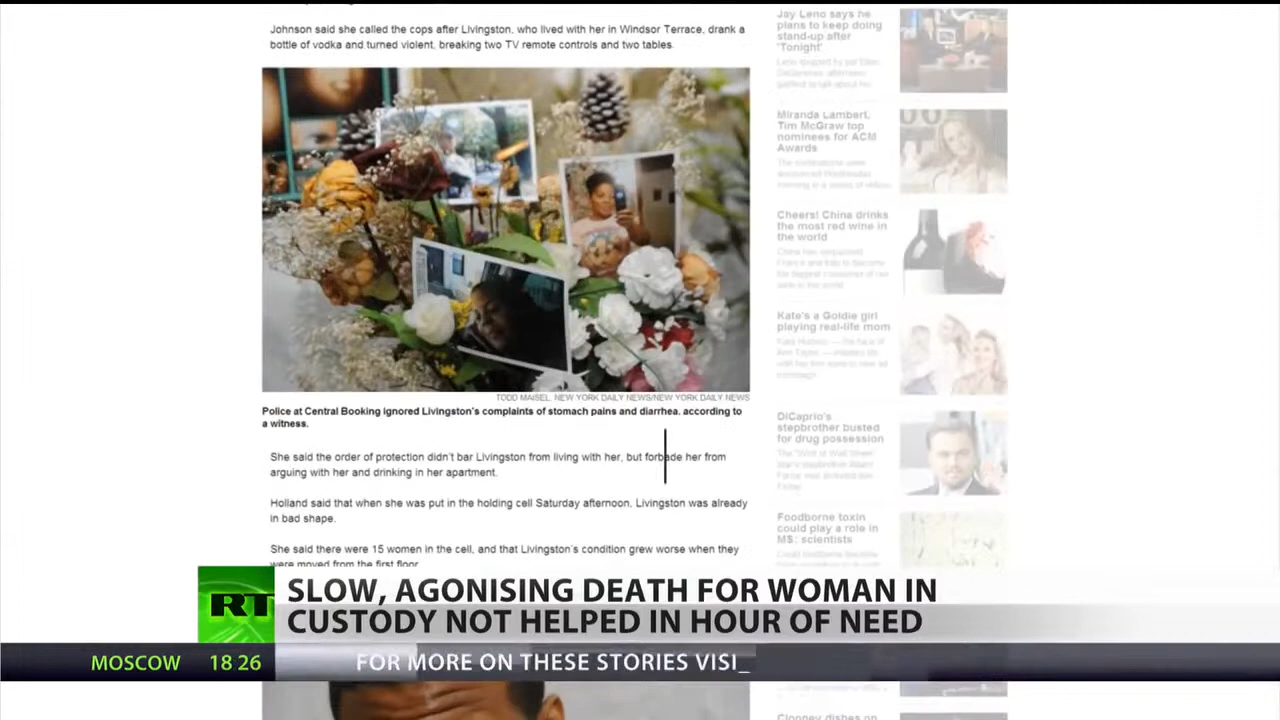 Johnson said she called the cops after Livingston, who lived with her in Windsor Terrace, drank a
bottle of vodka and turned violent, breaking two TV remote controls and two tables.
TODD MAISEL, NEW YORK DAILY NEWS/NEW YORK DAILY NEWS
Police at Central Booking ignored Livingston's complaints of stomach pains and diarrhea, according to
a witness.
She said the order of protection didn't bar Livingston from living with her, but forbade her from
arguing with her and drinking in her apartment.
Holland said that when she was put in the holding cell Saturday afternoon, Livingston was already
in bad shape.
She said there were 15 women in the cell, and that Livingston's condition grew worse when they
were moved from the first floor
Jay Leno says he
plans to keep doing
stand-up after
'Tonight'
Miranda Lambert,
Tim McGraw top
nominees for ACM
Awards
Cheers! China drinks
the most red wine in
the world
Kate's a Goldie girl
playing real-life mom
DiCaprio's
stepbrother busted
for drug possession
Foodborne toxin
could play a role in
MS: scientists
Clooney dishes on
RT
SLOW, AGONISING DEATH FOR WOMAN IN
CUSTODY NOT HELPED IN HOUR OF NEED
MOSCOW 18 26
FOR MORE ON THESE STORIES VISI_